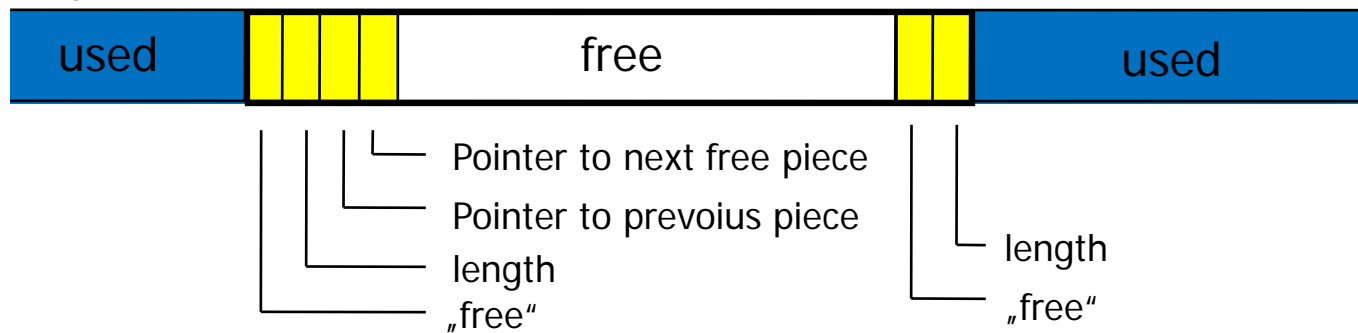 used
free
used
Pointer to next free piece
Pointer to prevoius piece
length
„free“
length
„free“